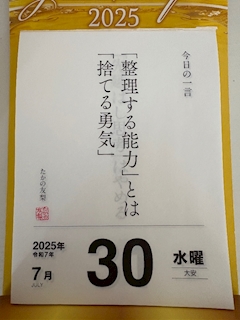 2025
今日の一言
「整理する能力」とは
「捨てる勇気」
たかの友梨
2025年
令和7年
7月
30
水曜
大安